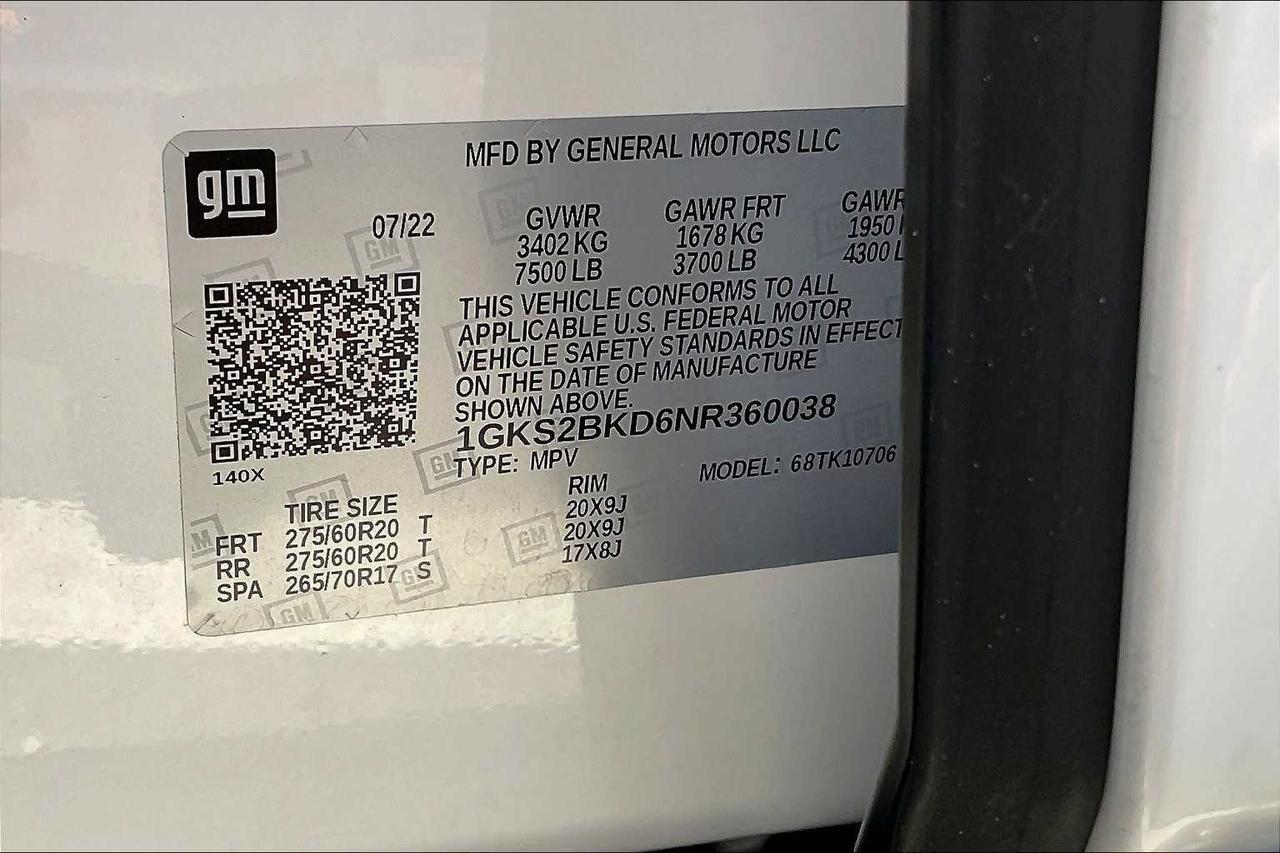 gm
MFD BY GENERAL MOTORS LLC
07/22
GVWR GAWR FRT GAWR
3402 KG 1678 KG 1950
7500 LB 3700 LB 4300 L
THIS VEHICLE CONFORMS TO ALL
APPLICABLE U.S. FEDERAL MOTOR
VEHICLE SAFETY STANDARDS IN EFFECT
ON THE DATE OF MANUFACTURE
SHOWN ABOVE.
1GKS2BKD6NR360038
TYPE: MPV MODEL: 68TK10706
140X
TIRE SIZE RIM
FRT 275/60R20 T 20X9J
RR 275/60R20 T 20X9J
SPA 265/70R17 S 17X8J